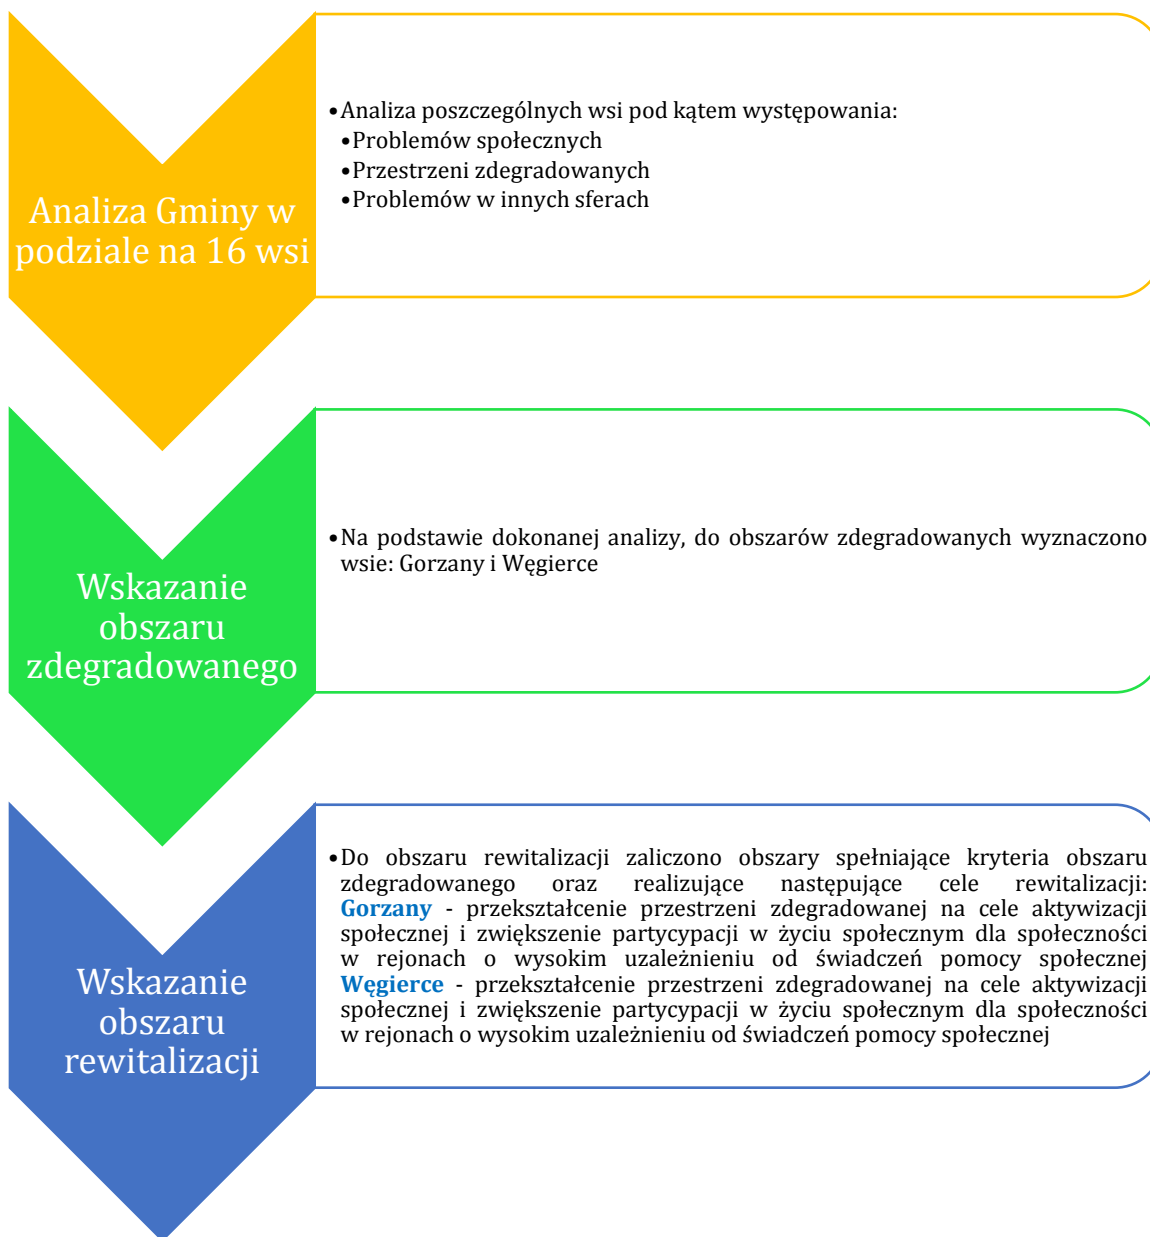 Analiza Gminy w
podziale na 16 wsi
•Analiza poszczególnych wsi pod kątem występowania:
•Problemów społecznych
•Przestrzeni zdegradowanych
•Problemów w innych sferach
Wskazanie
obszaru
zdegradowanego
•Na podstawie dokonanej analizy, do obszarów zdegradowanych wyznaczono
wsie: Gorzany i Węgierce
Wskazanie
obszaru
rewitalizacji
•Do obszaru rewitalizacji zaliczono obszary spełniające kryteria obszaru
zdegradowanego oraz realizujące następujące cele rewitalizacji:
Gorzany - przekształcenie przestrzeni zdegradowanej na cele aktywizacji
społecznej i zwiększenie partycypacji w życiu społecznym dla społeczności
w rejonach o wysokim uzależnieniu od świadczeń pomocy społecznej
Węgierce - przekształcenie przestrzeni zdegradowanej na cele aktywizacji
społecznej i zwiększenie partycypacji w życiu społecznym dla społeczności
w rejonach o wysokim uzależnieniu od świadczeń pomocy społecznej